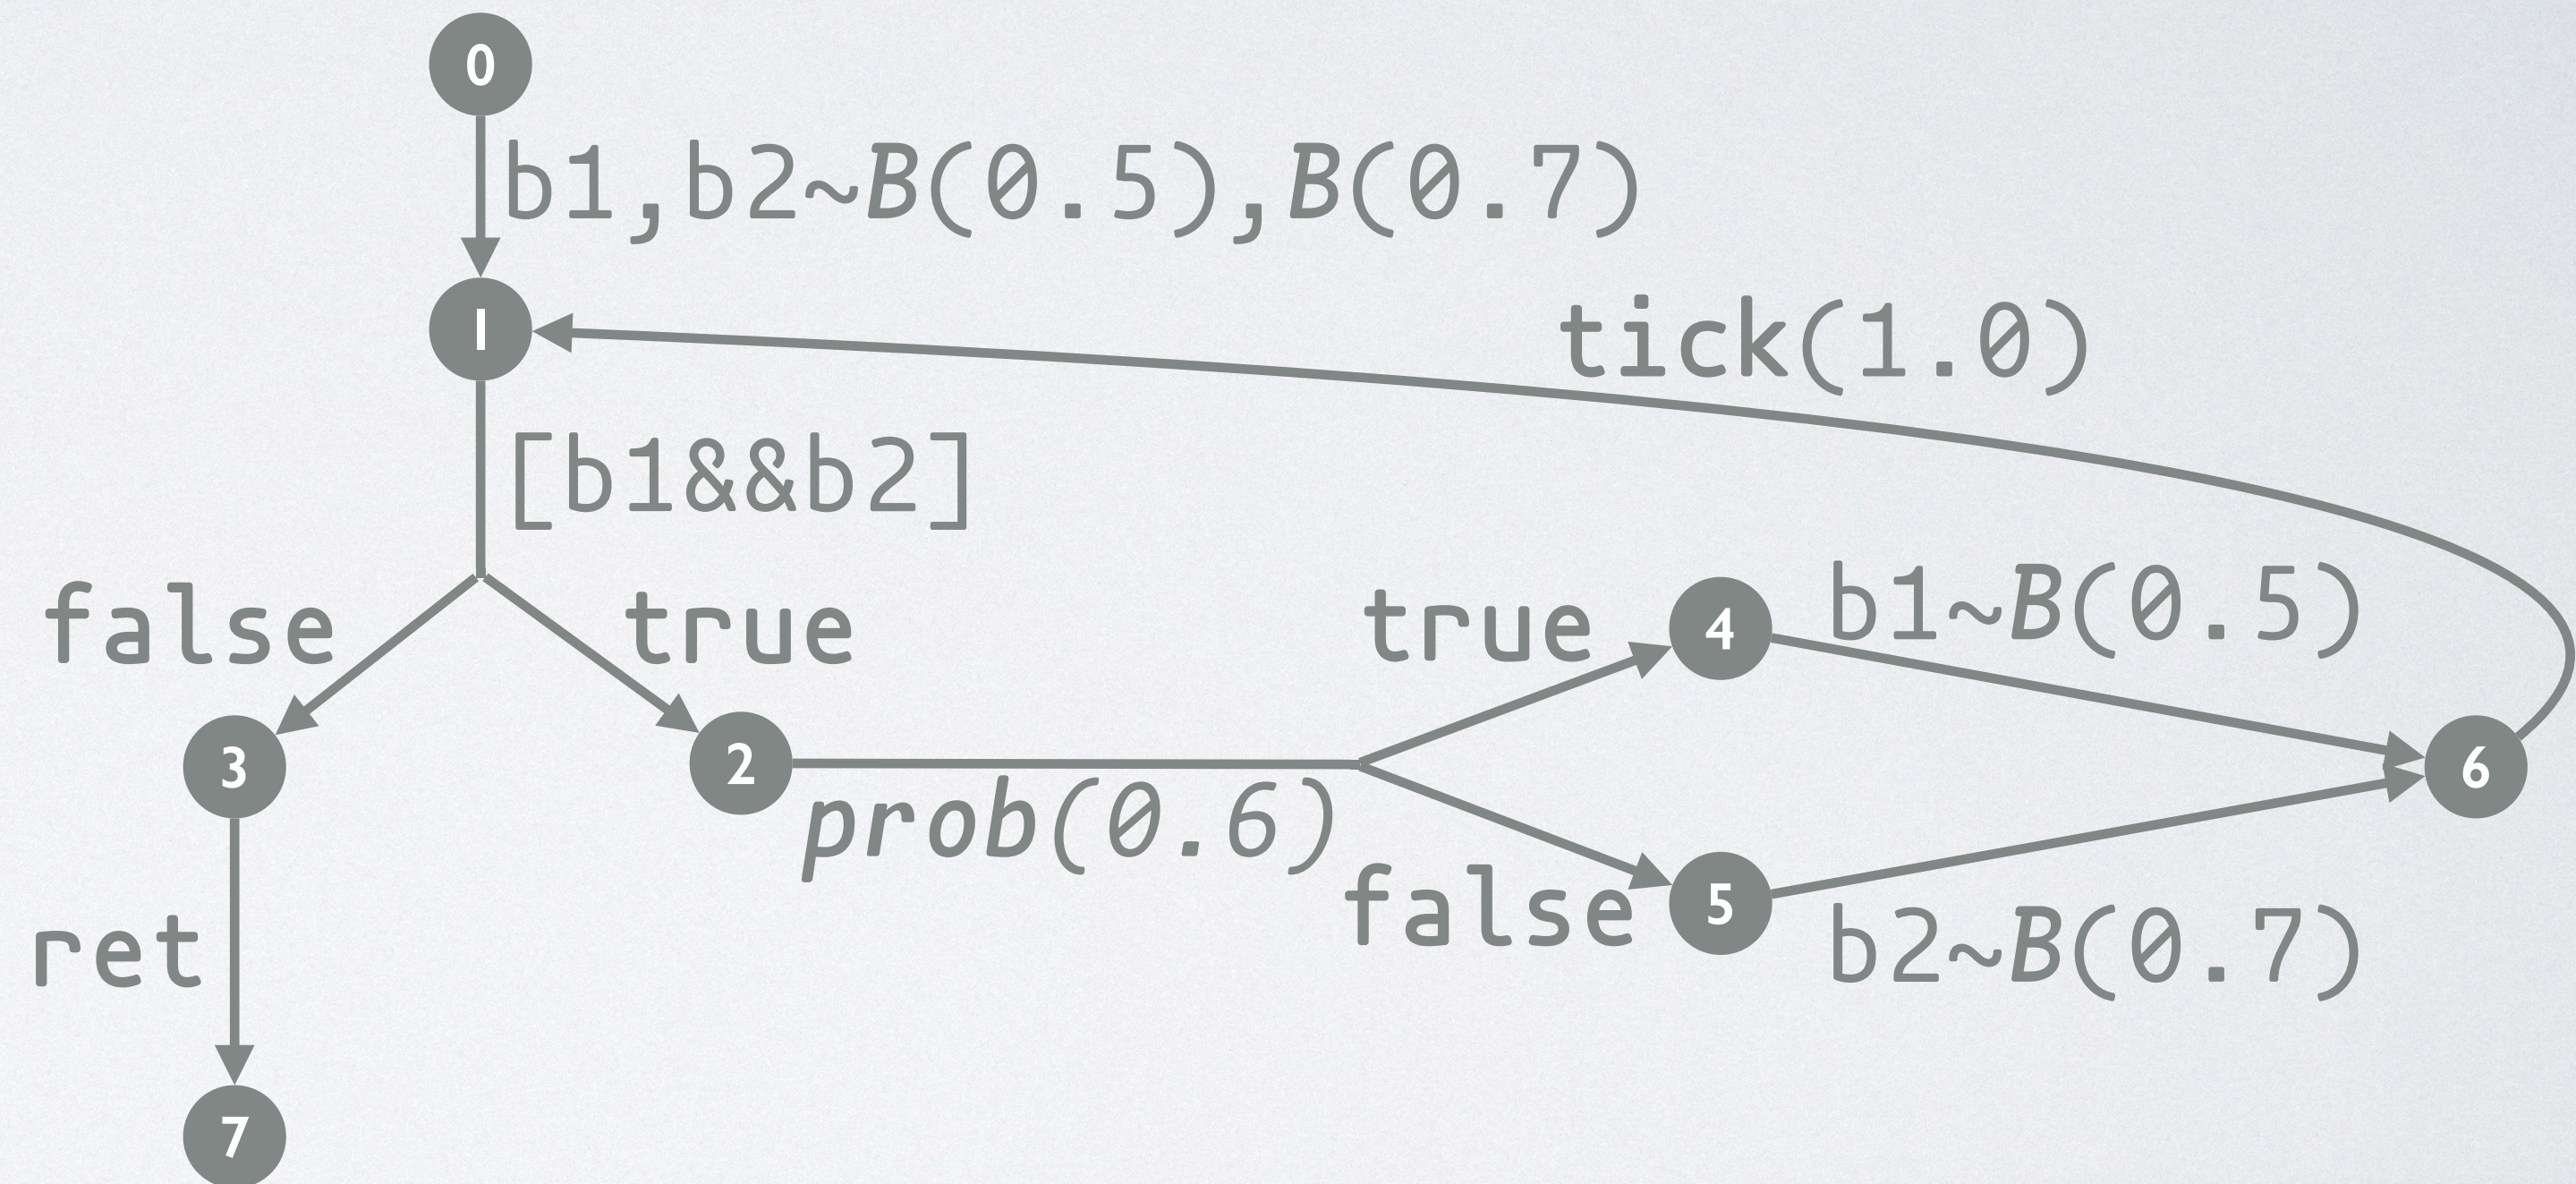 0
b1,b2~B(0.5),B(0.7)
1
tick(1.0)
[b1&&b2]
false
true
true
4
b1~B(0.5)
3
2
prob(0.6)
6
false
5
b2~B(0.7)
ret
7